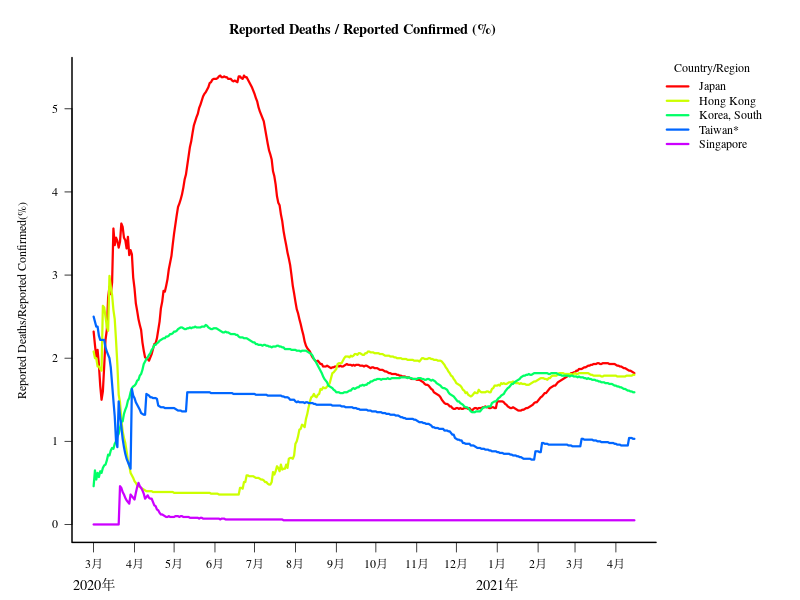 Reported Deaths / Reported Confirmed (%)
Reported Deaths/Reported Confirmed(%)
5
4
3
2
1
0
3月 4月 5月 6月 7月 8月 9月 10月 11月 12月 1月 2月 3月 4月
2020年 2021年
Country/Region
Japan
Hong Kong
Korea, South
Taiwan*
Singapore